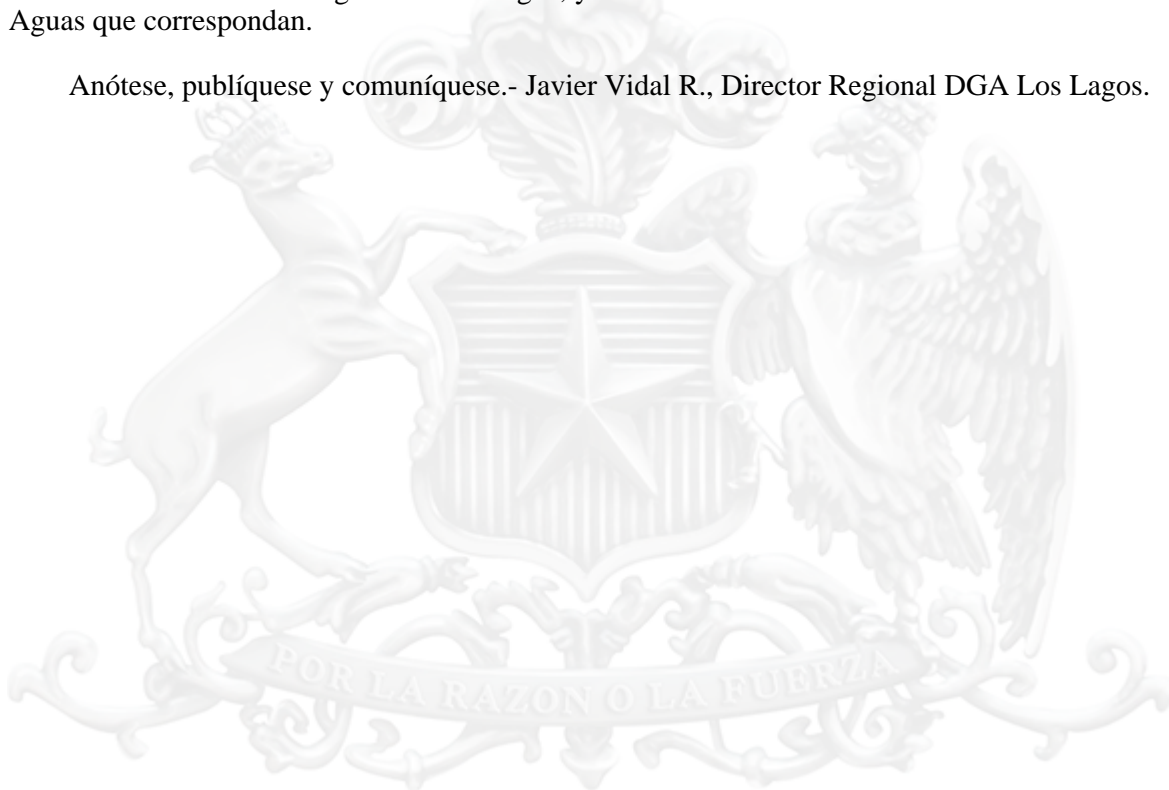 Aguas que correspondan.
Anótese, publíquese y comuníquese.- Javier Vidal R., Director Regional DGA Los Lagos.
POR LA RAZON O LA FUERZA